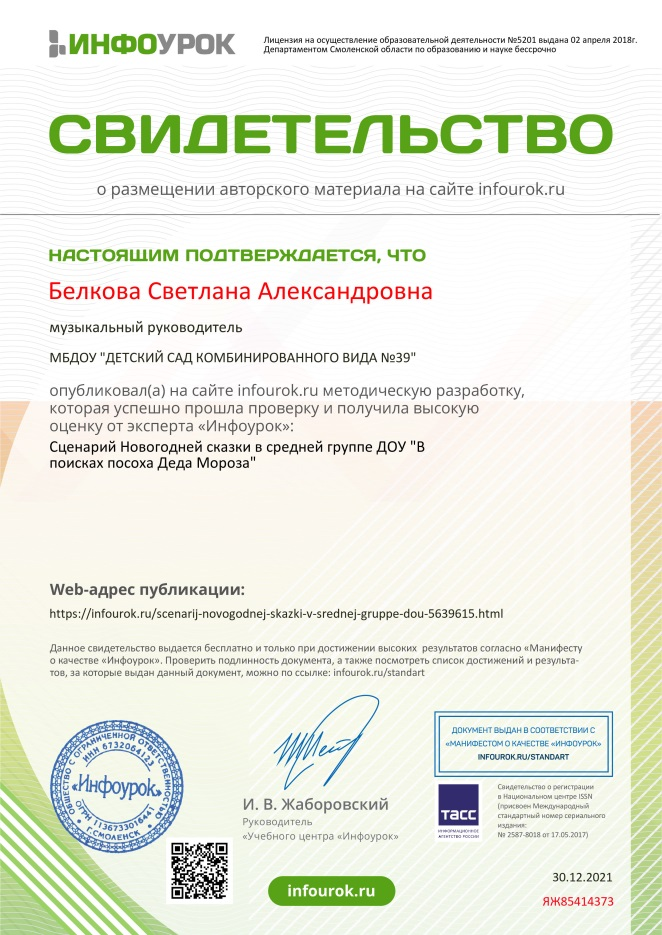 ИНФОУРОК
Лицензия на осуществление образовательной деятельности №5201 выдана 02 апреля 2018г.
Департаментом Смоленской области по образованию и науке бессрочно
СВИДЕТЕЛЬСТВО
о размещении авторского материала на сайте infourok.ru
НАСТОЯЩИМ ПОДТВЕРЖДАЕТСЯ, ЧТО
Белкова Светлана Александровна
музыкальный руководитель
МБДОУ "ДЕТСКИЙ САД КОМБИНИРОВАННОГО ВИДА №39"
опубликовал(а) на сайте infourok.ru методическую разработку,
которая успешно прошла проверку и получила высокую
оценку от эксперта «Инфоурок»:
Сценарий Новогодней сказки в средней группе ДОУ "В
поисках посоха Деда Мороза"
Web-адрес публикации:
https://infourok.ru/scenarij-novogodnej-skazki-v-srednej-gruppe-dou-5639615.html
Данное свидетельство выдается бесплатно и только при достижении высоких результатов согласно «Манифесту
о качестве «Инфоурок». Проверить подлинность документа, а также посмотреть список достижений и результа-
тов, за которые выдан данный документ, можно по ссылке: infourok.ru/standart
ОБЩЕСТВО С ОГРАНИЧЕННОЙ ОТВЕТСТВЕННОСТЬЮ
ИНН 6732064123
«Инфоурок»
ОГРН 1136733016441
Г.СМОЛЕНСК
И. В. Жаборовский
Руководитель
«Учебного центра «Инфоурок»
ДОКУМЕНТ ВЫДАН В СООТВЕТСТВИИ С
«МАНИФЕСТОМ О КАЧЕСТВЕ «ИНФОУРОК»
INFOUROK.RU/STANDART
ТАСС
ИНФОРМАЦИОННОЕ
АГЕНТСТВО РОССИИ
Свидетельство о регистрации
в Национальном центре ISSN
(присвоен Международный
стандартный номер сериального
издания:
№ 2587-8018 от 17.05.2017)
infourok.ru
30.12.2021
ЯЖ85414373